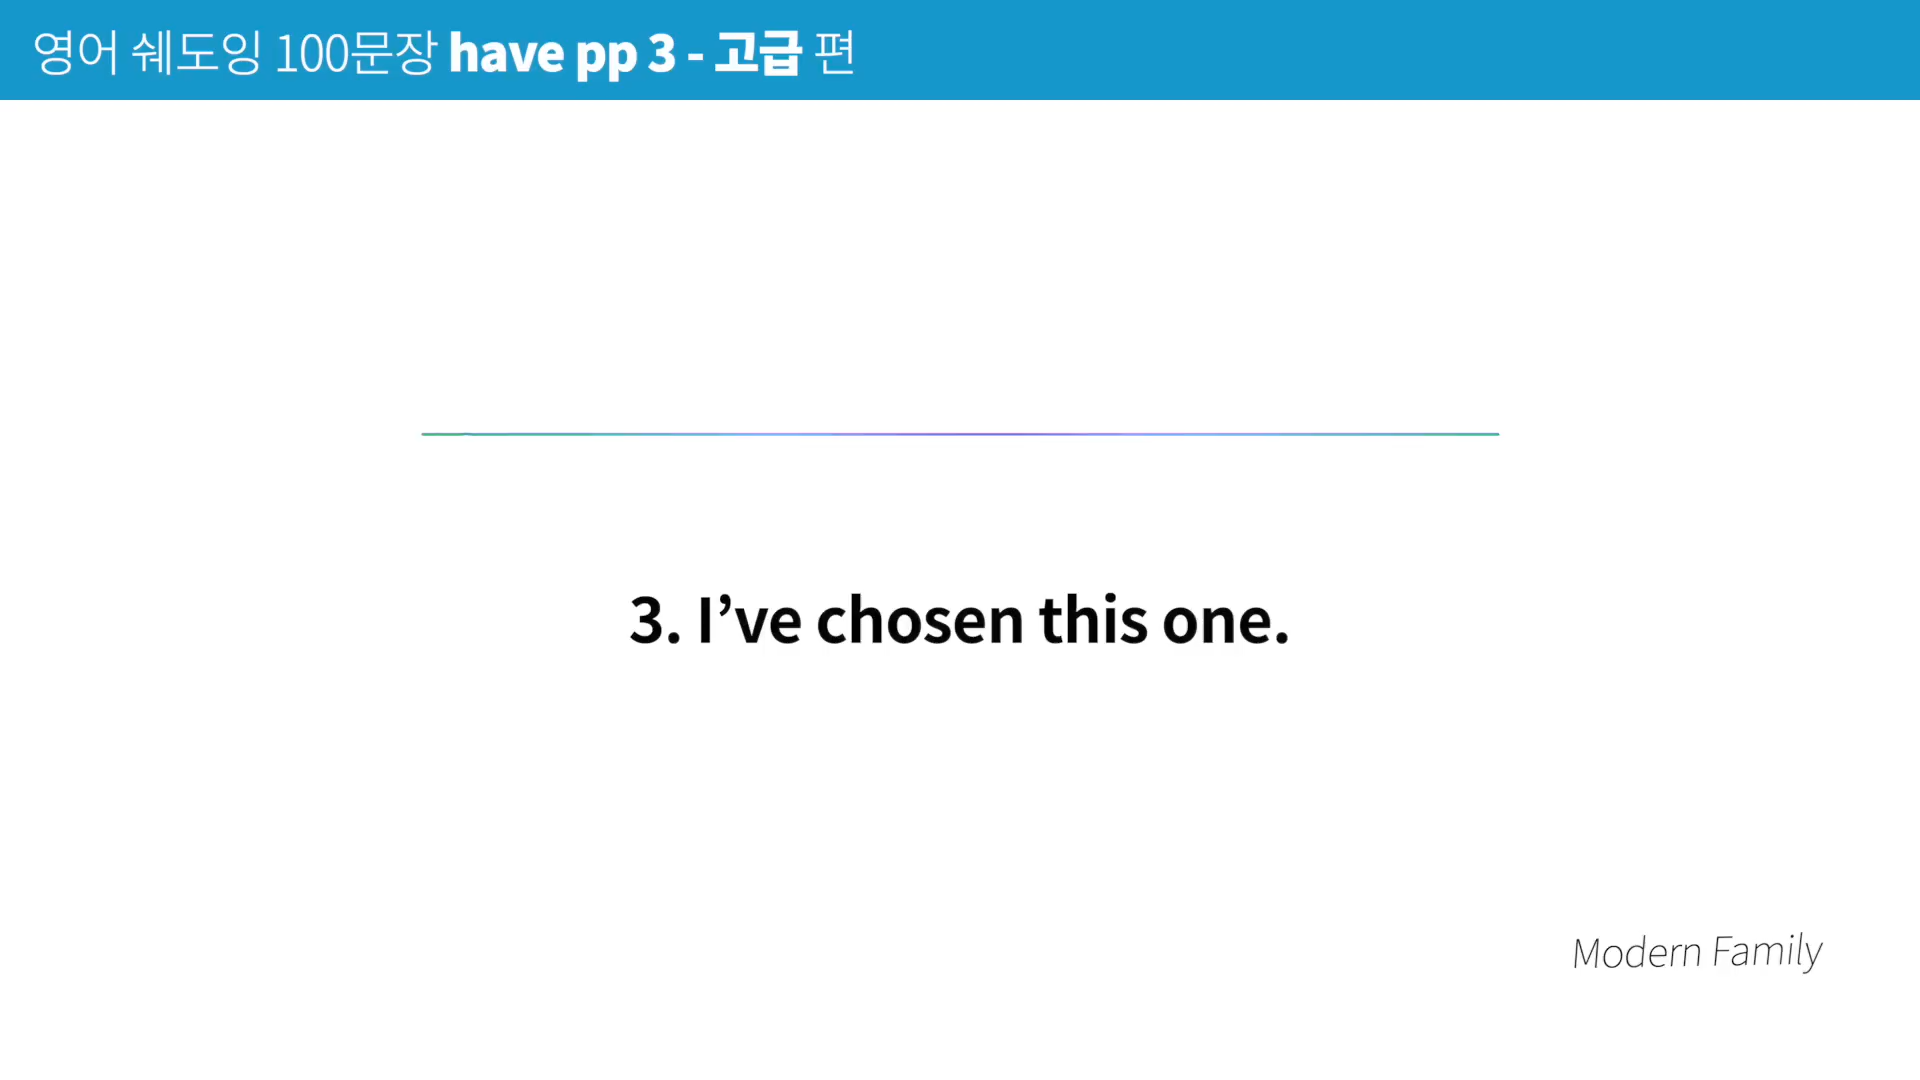 영어 쉐도잉 100문장 have pp 3 - 고급 편
3. I’ve chosen this one.
Modern Family